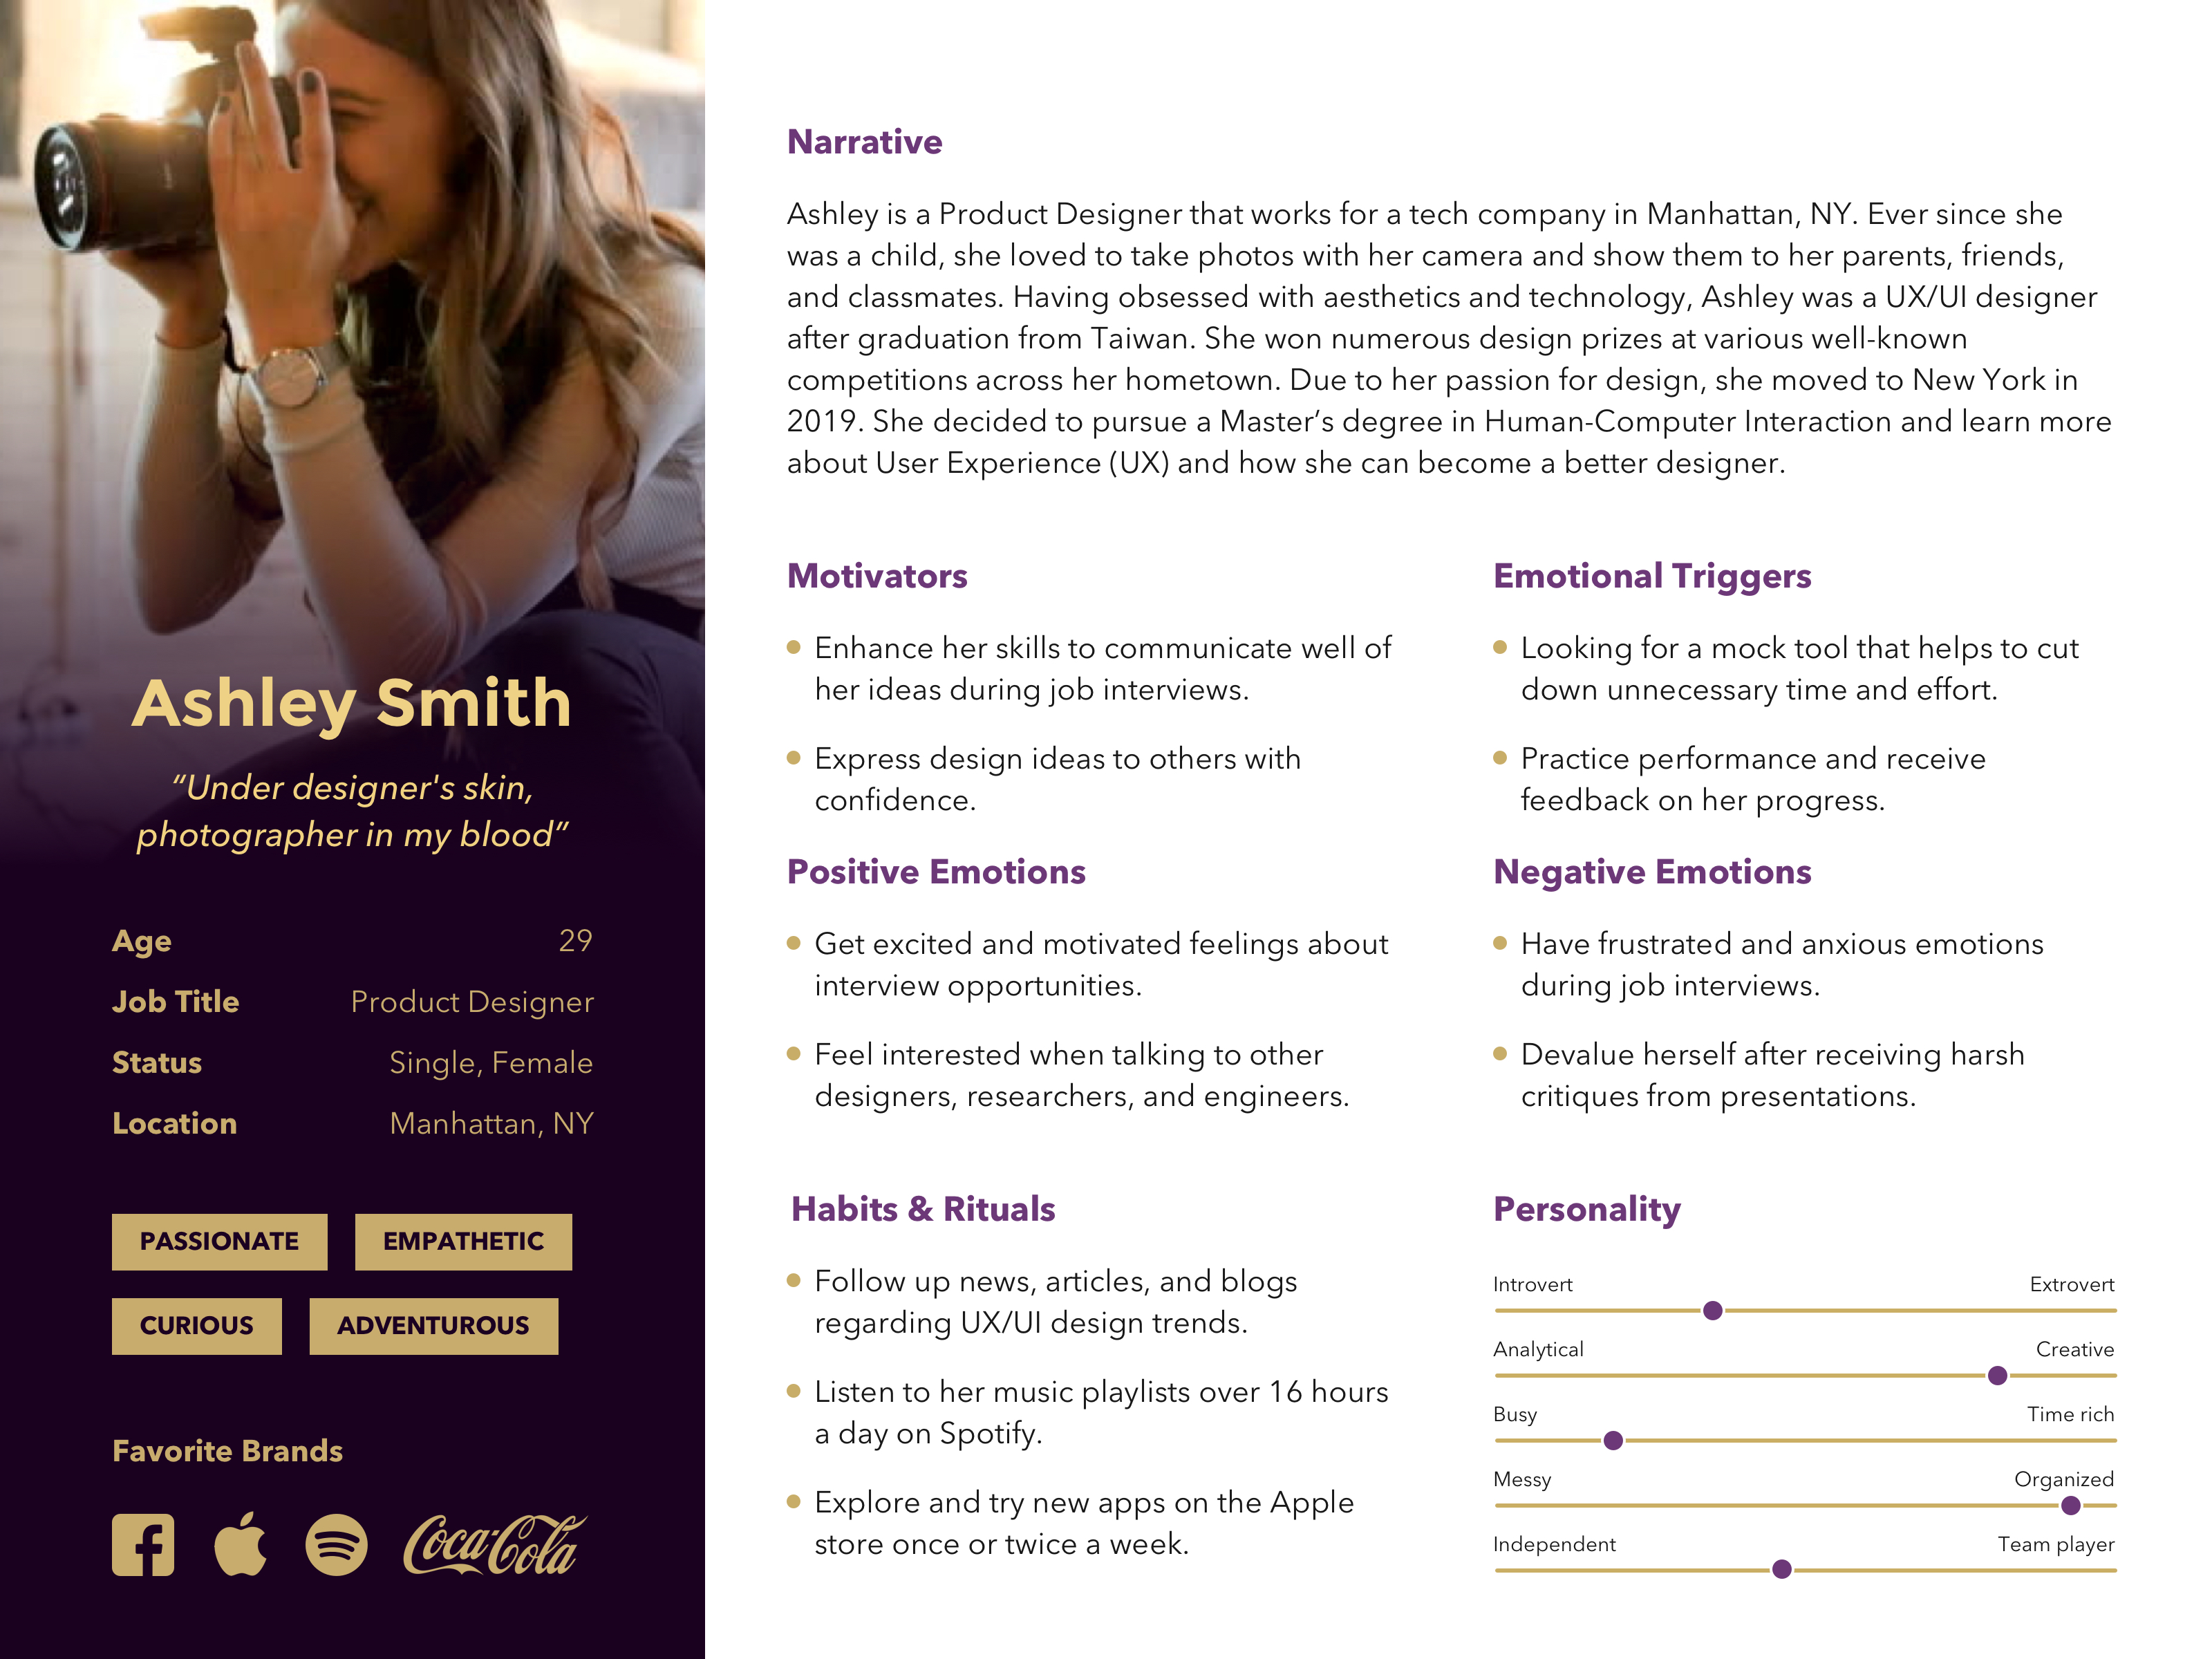 Ashley Smith
“Under designer's skin,
photographer in my blood”
Age 29
Job Title Product Designer
Status Single, Female
Location Manhattan, NY
PASSIONATE EMPATHETIC
CURIOUS ADVENTUROUS
Favorite Brands
Coca-Cola
Narrative
Ashley is a Product Designer that works for a tech company in Manhattan, NY. Ever since she
was a child, she loved to take photos with her camera and show them to her parents, friends,
and classmates. Having obsessed with aesthetics and technology, Ashley was a UX/UI designer
after graduation from Taiwan. She won numerous design prizes at various well-known
competitions across her hometown. Due to her passion for design, she moved to New York in
2019. She decided to pursue a Master’s degree in Human-Computer Interaction and learn more
about User Experience (UX) and how she can become a better designer.
Motivators
Enhance her skills to communicate well of
her ideas during job interviews.
Express design ideas to others with
confidence.
Emotional Triggers
Looking for a mock tool that helps to cut
down unnecessary time and effort.
Practice performance and receive
feedback on her progress.
Positive Emotions
Get excited and motivated feelings about
interview opportunities.
Feel interested when talking to other
designers, researchers, and engineers.
Negative Emotions
Have frustrated and anxious emotions
during job interviews.
Devalue herself after receiving harsh
critiques from presentations.
Habits & Rituals
Follow up news, articles, and blogs
regarding UX/UI design trends.
Listen to her music playlists over 16 hours
a day on Spotify.
Explore and try new apps on the Apple
store once or twice a week.
Personality
Introvert Extrovert
Analytical Creative
Busy Time rich
Messy Organized
Independent Team player